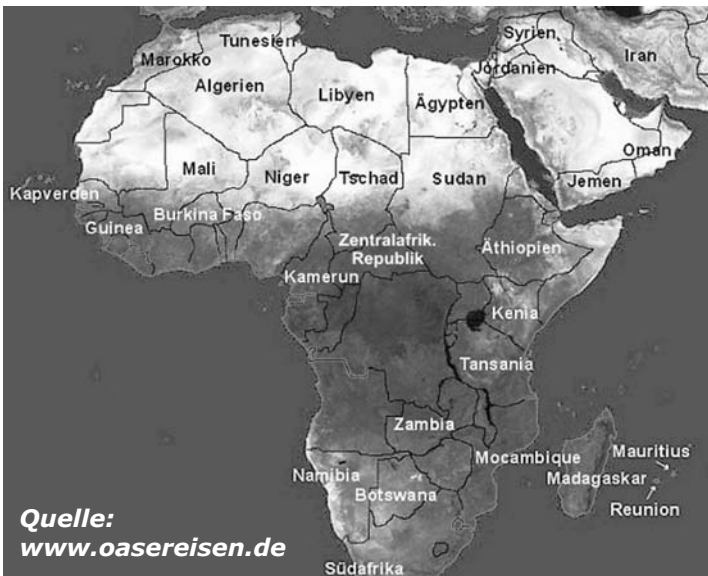 Tunesien
Marokko
Algerien
Libyen
Ägypten
Syrien
Jordanien
Iran
Oman
Jemen
Mali
Niger
Tschad
Sudan
Kapverden
Guinea
Burkina Faso
Zentralafrik.
Republik
Kamerun
Äthiopien
Kenia
Tansania
Zambia
Mocambique
Madagaskar
Mauritius
Reunion
Namibia
Botswana
Südafrika
Quelle:
www.oasereisen.de